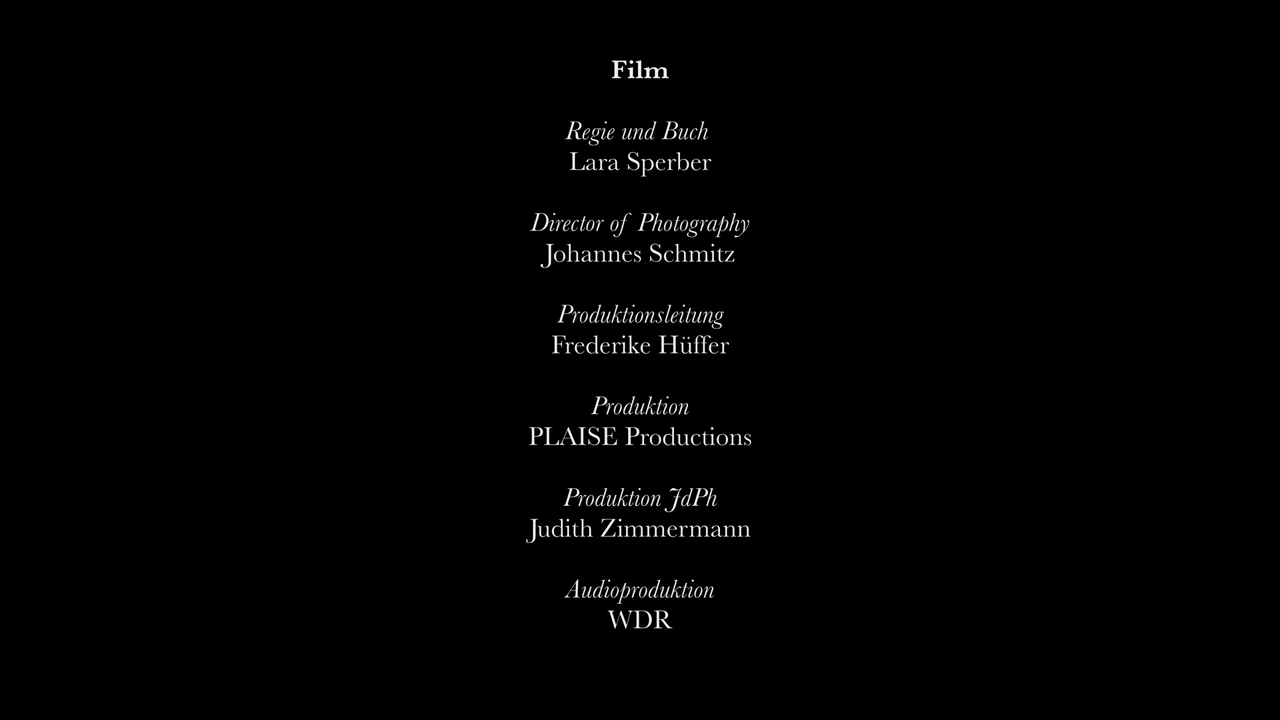 Film
Regie und Buch
Lara Sperber
Director of Photography
Johannes Schmitz
Produktionsleitung
Frederike Hüffer
Produktion
PLAISE Productions
Produktion JdPh
Judith Zimmermann
Audioproduktion
WDR